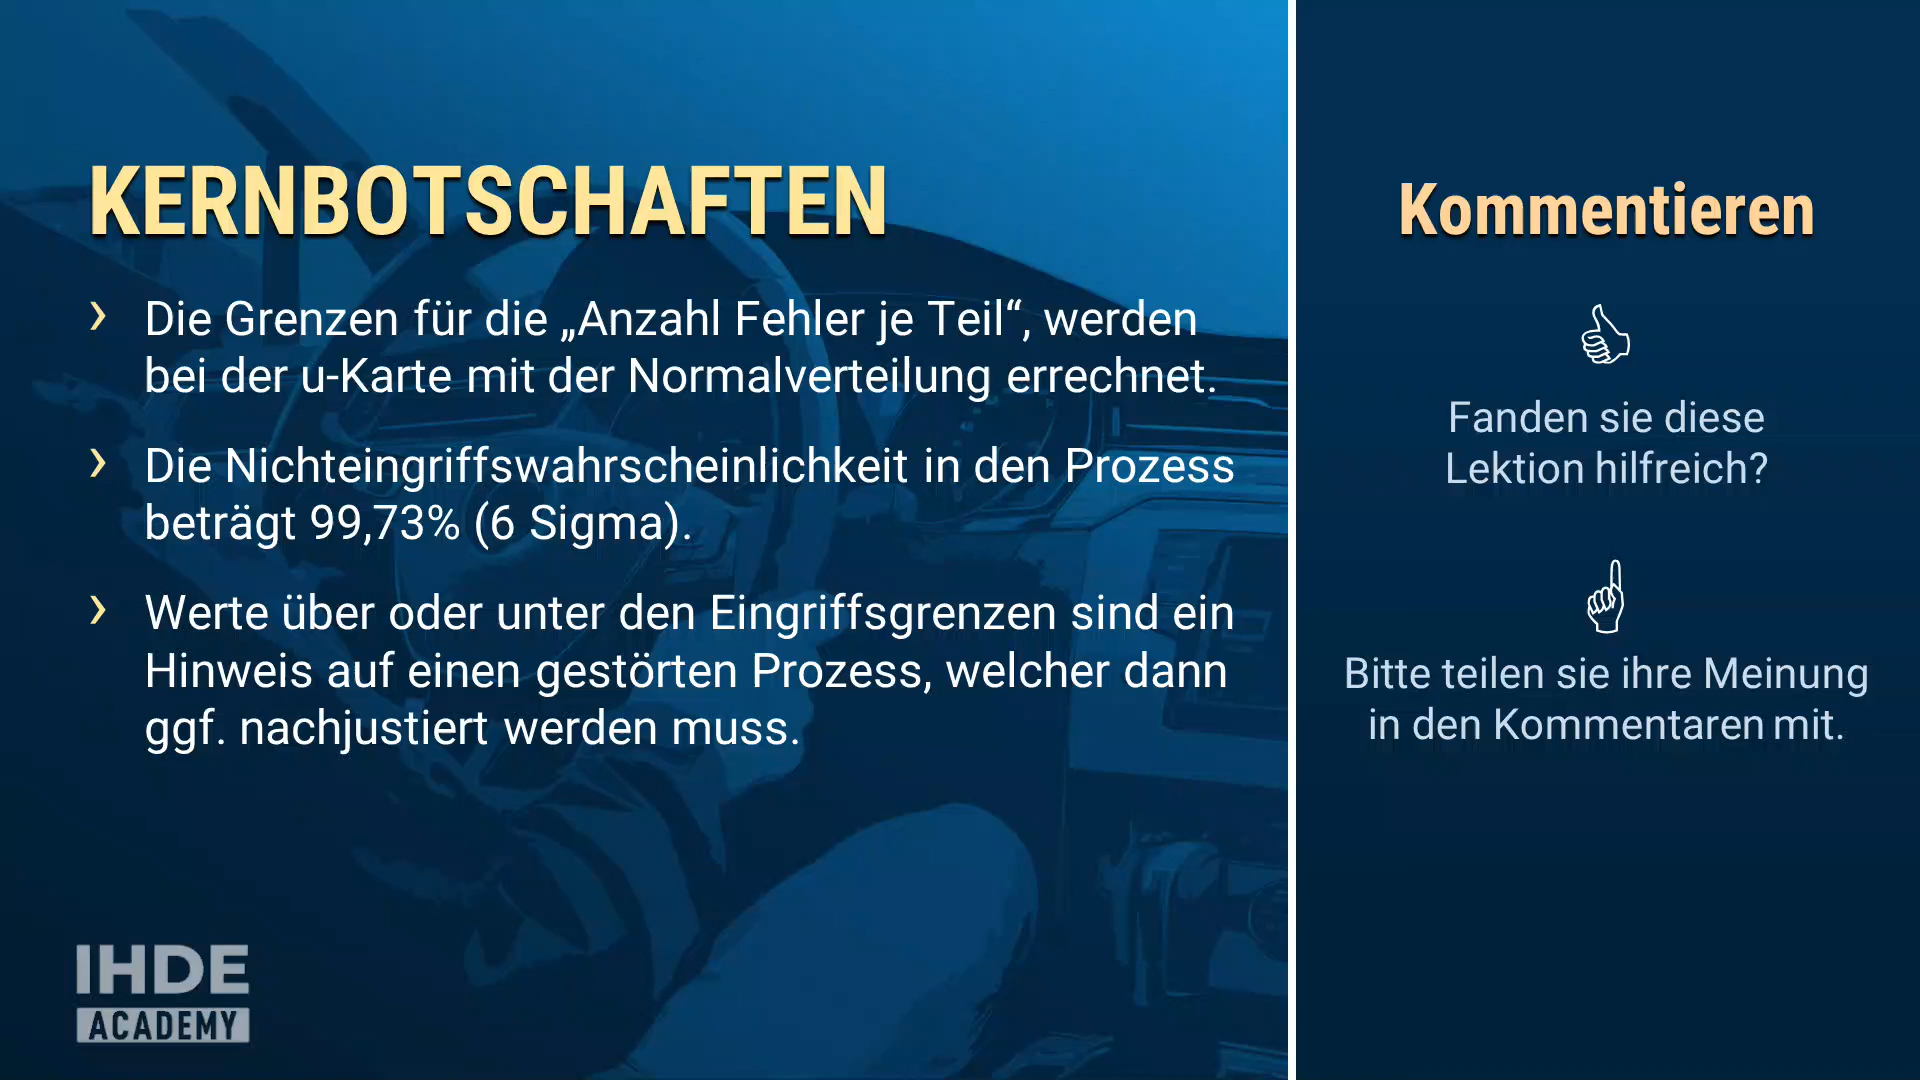 KERNBOTSCHAFTEN
› Die Grenzen für die „Anzahl Fehler je Teil“, werden
bei der u-Karte mit der Normalverteilung errechnet.
› Die Nichteingriffswahrscheinlichkeit in den Prozess
beträgt 99,73% (6 Sigma).
› Werte über oder unter den Eingriffsgrenzen sind ein
Hinweis auf einen gestörten Prozess, welcher dann
ggf. nachjustiert werden muss.
IHDE
ACADEMY
Kommentieren
Fanden sie diese
Lektion hilfreich?
Bitte teilen sie ihre Meinung
in den Kommentaren mit.